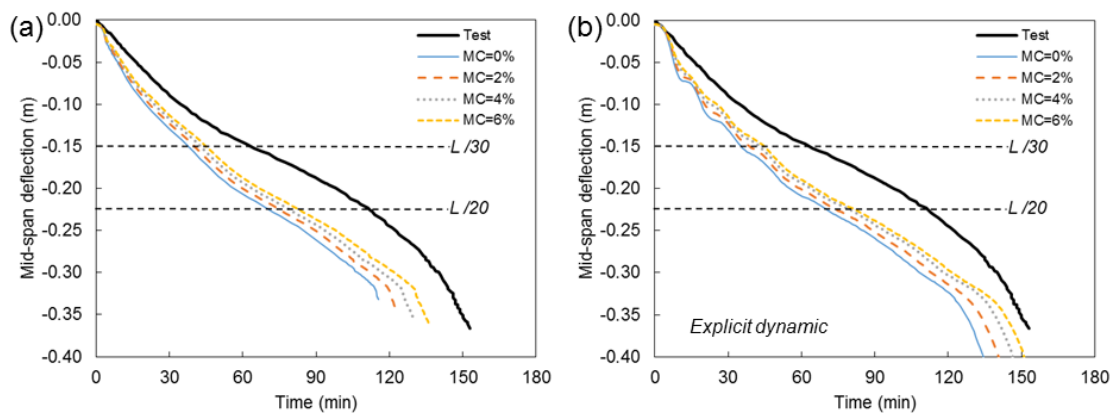 (a)
Mid-span deflection (m)
0.00
-0.05
-0.10
-0.15
-0.20
-0.25
-0.30
-0.35
-0.40
Test
MC=0%
MC=2%
MC=4%
MC=6%
L/30
L/20
0 30 60 90 120 150 180
Time (min)
(b)
Mid-span deflection (m)
0.00
-0.05
-0.10
-0.15
-0.20
-0.25
-0.30
-0.35
-0.40
Test
MC=0%
MC=2%
MC=4%
MC=6%
L/30
L/20
Explicit dynamic
0 30 60 90 120 150 180
Time (min)